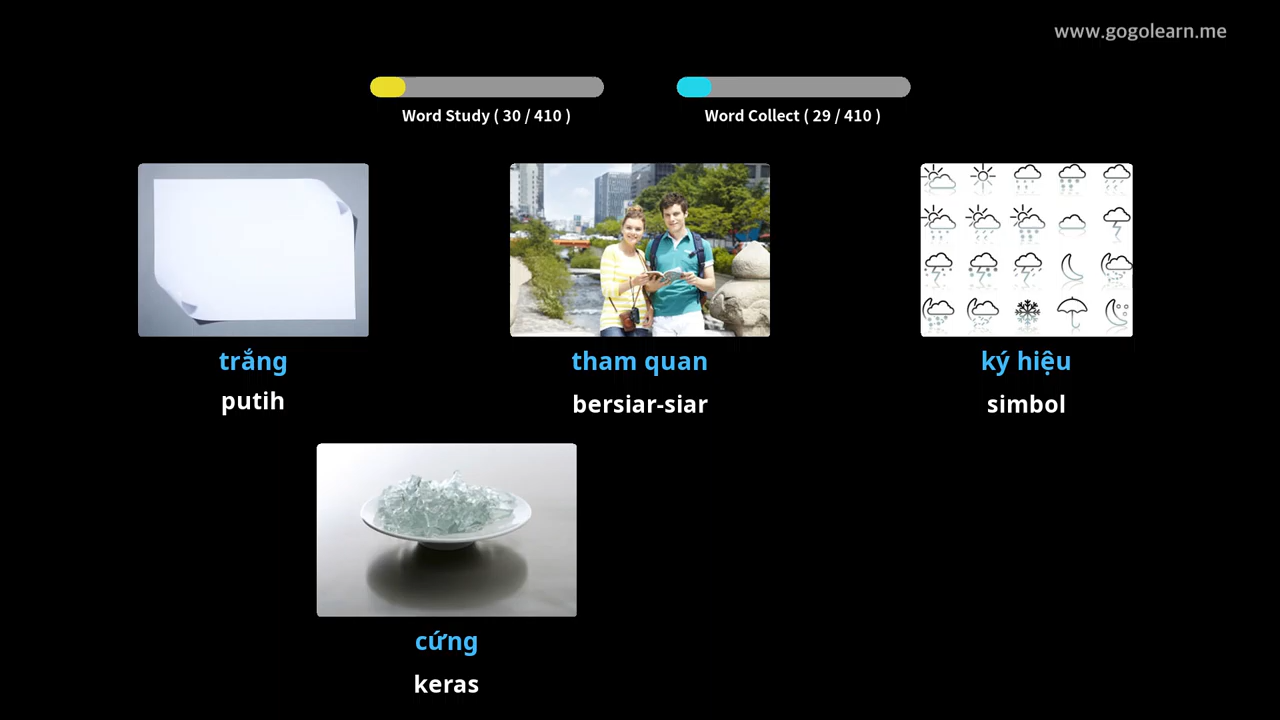 www.gogolearn.me
Word Study ( 30 / 410 )
Word Collect ( 29 / 410 )
trắng
putih
tham quan
bersiar-siar
ký hiệu
simbol
cứng
keras